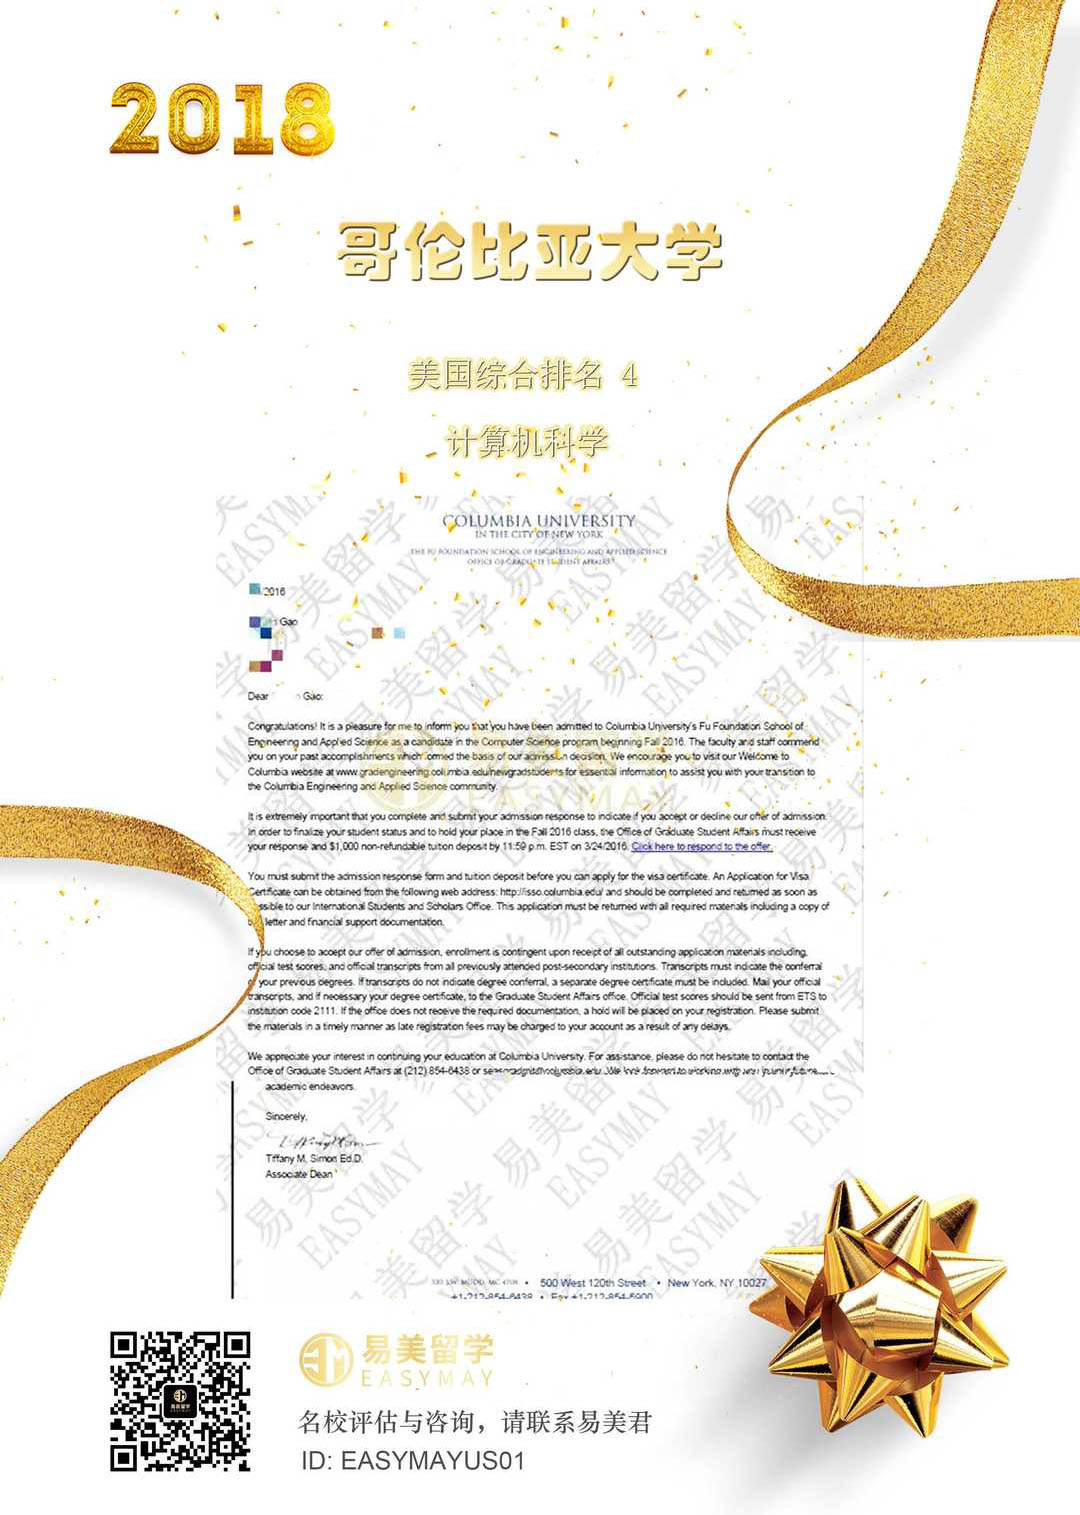 2018
哥伦比亚大学
美国综合排名 4
计算机科学
COLUMBIA UNIVERSITY
IN THE CITY OF NEW YORK
THE FU FOUNDATION SCHOOL OF ENGINEERING AND APPLIED SCIENCE
OFFICE OF GRADUATE STUDENT AFFAIRS
2016
Gao
Dear Gao:
Congratulations! It is a pleasure for me to inform you that you have been admitted to Columbia University's Fu Foundation School of
Engineering and Applied Science as a candidate in the Computer Science program beginning Fall 2016. The faculty and staff commend
you on your past accomplishments which formed the basis of our admission decision. We encourage you to visit our Welcome to
Columbia website at www.gradengineering.columbia.edu/newgradstudents for essential information to assist you with your transition to
the Columbia Engineering and Applied Science community.
It is extremely important that you complete and submit your admission response to indicate if you accept or decline our offer of admission.
In order to finalize your student status and to hold your place in the Fall 2016 class, the Office of Graduate Student Affairs must receive
your response and $1,000 non-refundable tuition deposit by 11:59 p.m. EST on 3/24/2016. Click here to respond to the offer.
You must submit the admission response form and tuition deposit before you can apply for the visa certificate. An Application for Visa
Certificate can be obtained from the following web address: http://isso.columbia.edu/ and should be completed and returned as soon as
ssible to our International Students and Scholars Office. This application must be returned with all required materials including a copy of
letter and financial support documentation.
If you choose to accept our offer of admission, enrollment is contingent upon receipt of all outstanding application materials including,
official test scores, and official transcripts from all previously attended post-secondary institutions. Transcripts must indicate the conferral
of your previous degrees. If transcripts do not indicate degree conferral, a separate degree certificate must be included. Mail your official
transcripts, and if necessary your degree certificate, to the Graduate Student Affairs office. Official test scores should be sent from ETS to
institution code 2111. If the office does not receive the required documentation, a hold will be placed on your registration. Please submit
the materials in a timely manner as late registration fees may be charged to your account as a result of any delays.
We appreciate your interest in continuing your education at Columbia University. For assistance, please do not hesitate to contact the
Office of Graduate Student Affairs at (212) 854-6438 or seasgradmit@columbia.edu. We look forward to working with you in your future
academic endeavors.
Sincerely,
Tiffany M. Simon Ed.D.
Associate Dean
500 West 120th Street • New York, NY 10027
+1-212-854-6438 • Fax +1-212-854-5900
易美留学
EASYMAY
名校评估与咨询，请联系易美君
ID: EASYMAYUS01